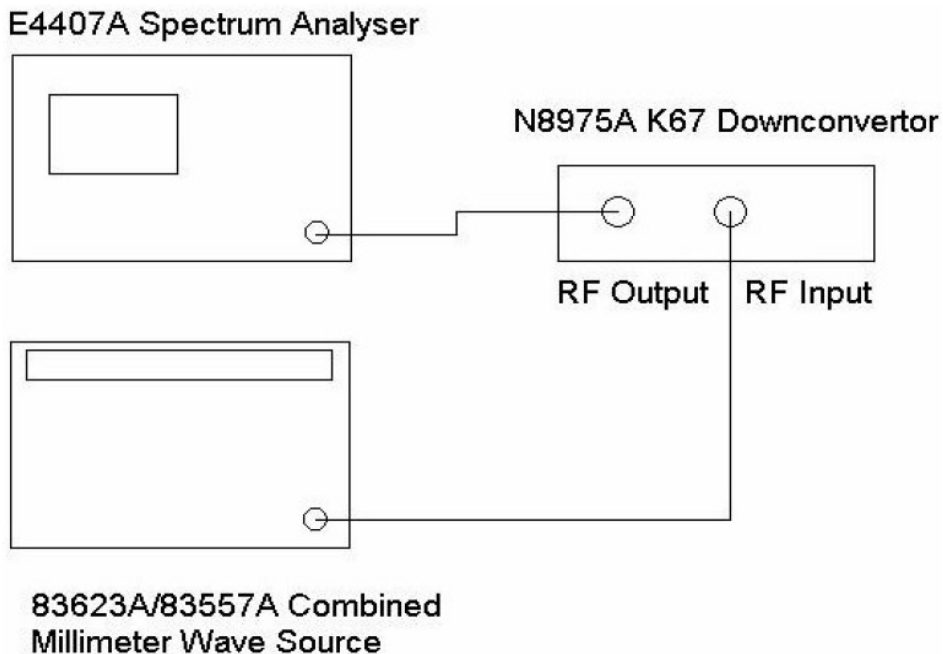 E4407A Spectrum Analyser
N8975A K67 Downconvertor
RF Output
RF Input
83623A/83557A Combined
Millimeter Wave Source